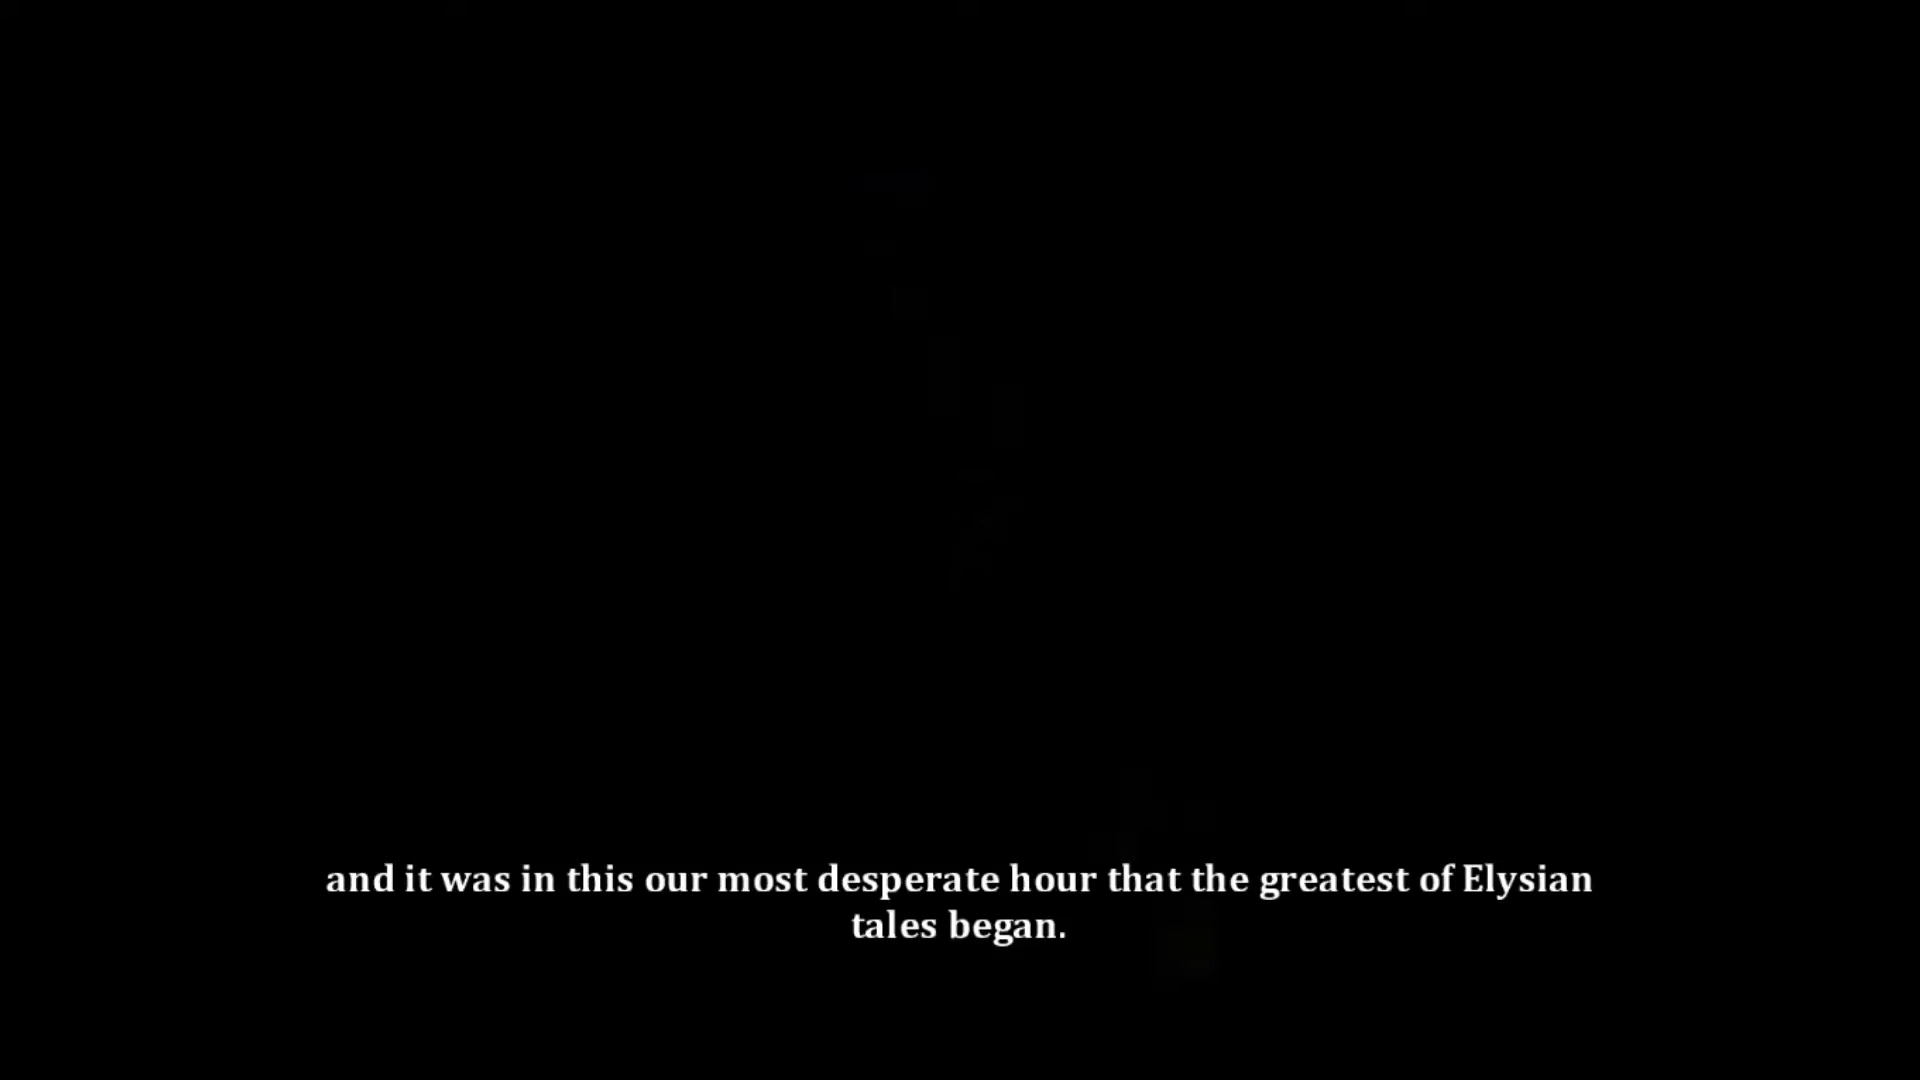 and it was in this our most desperate hour that the greatest of Elysian
tales began.